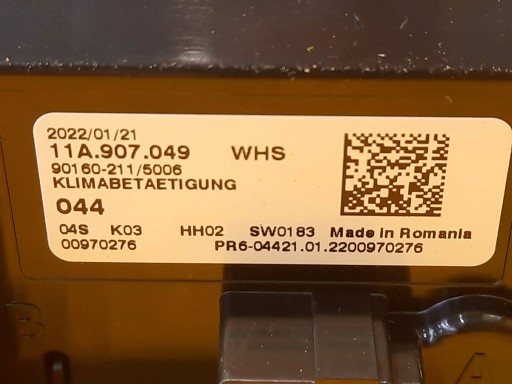 2022/01/21
11A.907.049 WHS
90160-211/5006
KLIMABETAETIGUNG
044
04S K03 HH02 SW0183 Made in Romania
00970276 PR6-04421.01.2200970276
B
A